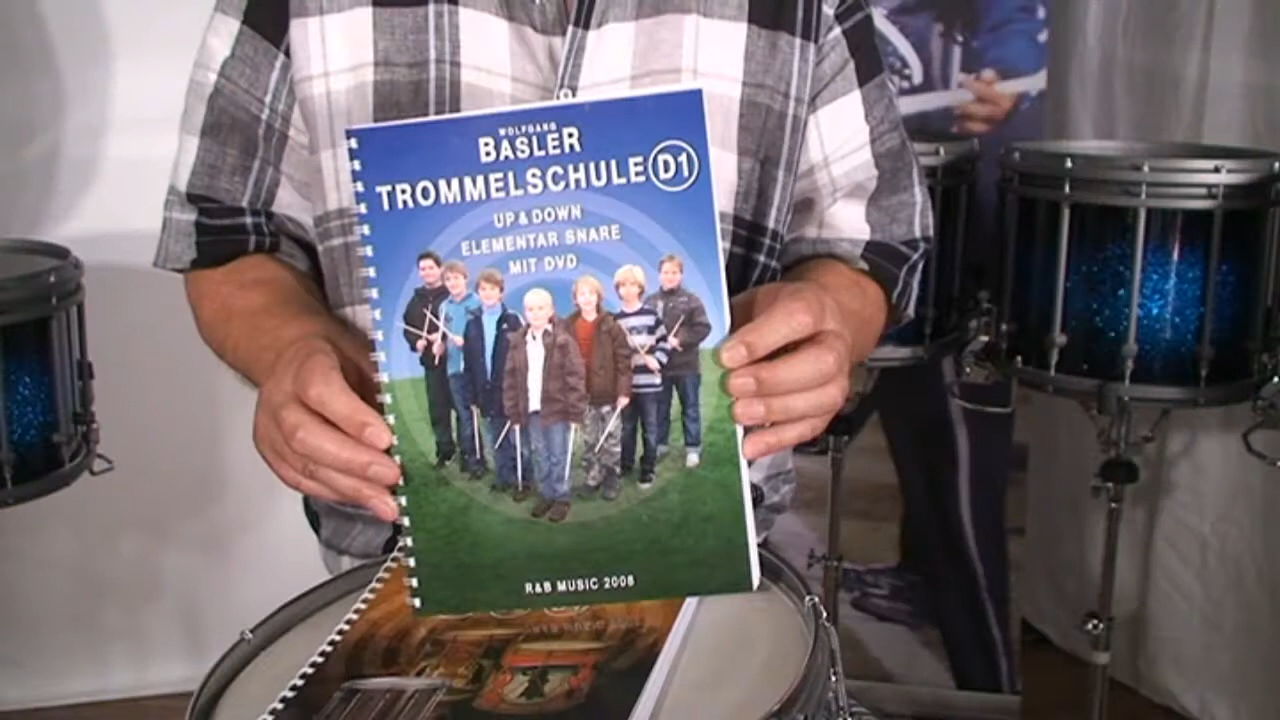 WOLFGANG
BASLER
TROMMELSCHULE D1
UP & DOWN
ELEMENTAR SNARE
MIT DVD
R&B MUSIC 2008